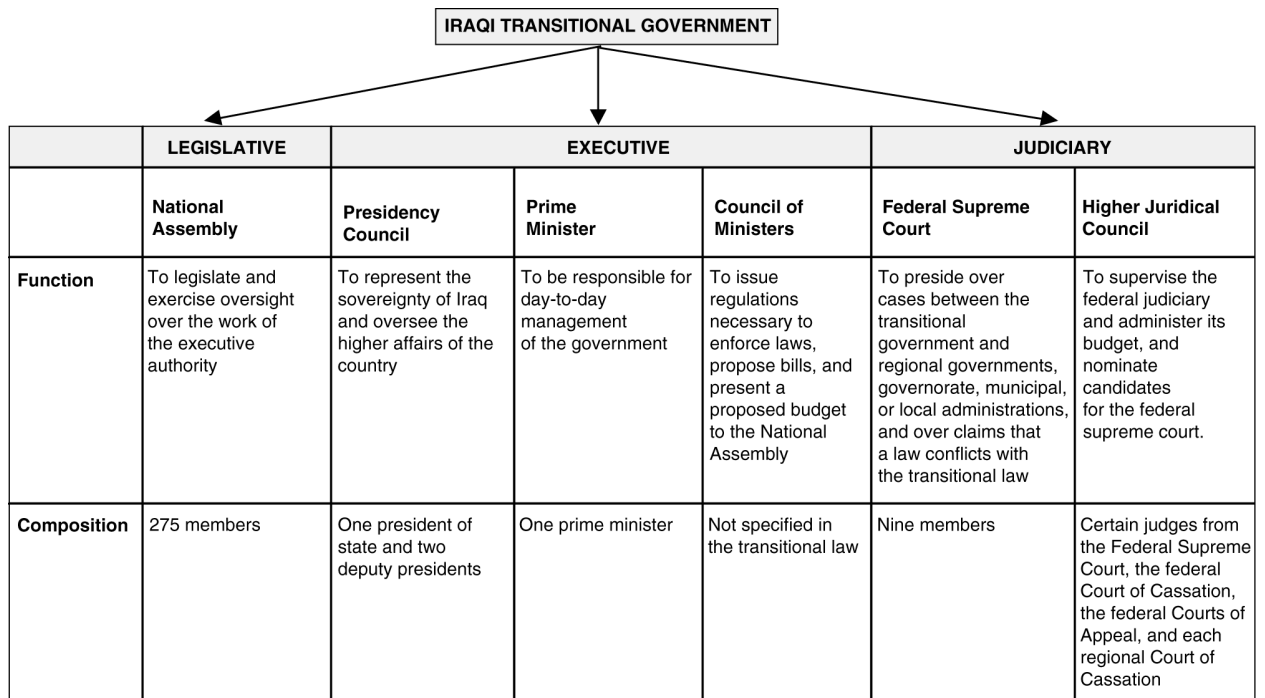 IRAQI TRANSITIONAL GOVERNMENT
LEGISLATIVE
EXECUTIVE
JUDICIARY
National
Assembly
Presidency
Council
Prime
Minister
Council of
Ministers
Federal Supreme
Court
Higher Juridical
Council
Function
To legislate and
exercise oversight
over the work of
the executive
authority
To represent the
sovereignty of Iraq
and oversee the
higher affairs of the
country
To be responsible for
day-to-day
management
of the government
To issue
regulations
necessary to
enforce laws,
propose bills, and
present a
proposed budget
to the National
Assembly
To preside over
cases between the
transitional
government and
regional governments,
governorate, municipal,
or local administrations,
and over claims that
a law conflicts with
the transitional law
To supervise the
federal judiciary
and administer its
budget, and
nominate
candidates
for the federal
supreme court.
Composition
275 members
One president of
state and two
deputy presidents
One prime minister
Not specified in
the transitional law
Nine members
Certain judges from
the Federal Supreme
Court, the federal
Court of Cassation,
the federal Courts of
Appeal, and each
regional Court of
Cassation